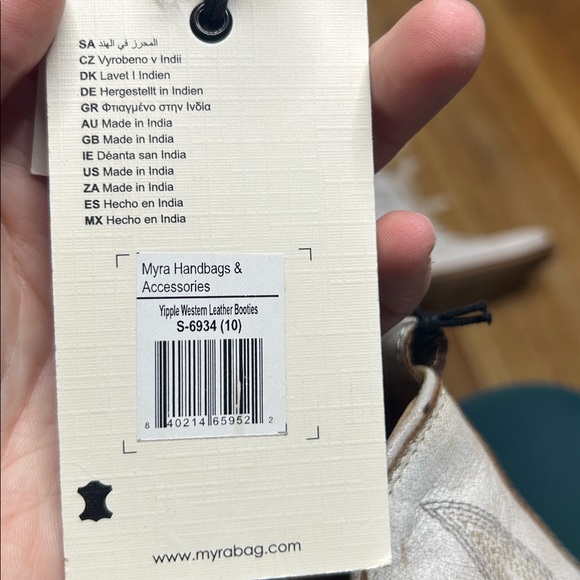 SA المحرز في الهند
CZ Vyrobeno v Indii
DK Lavet I Indien
DE Hergestellt in Indien
GR Φτιαγμένο στην Ινδία
AU Made in India
GB Made in India
IE Déanta san India
US Made in India
ZA Made in India
ES Hecho en India
MX Hecho en India
Myra Handbags &
Accessories
Yipple Western Leather Booties
S-6934 (10)
8 40214 65952 2
www.myrabag.com